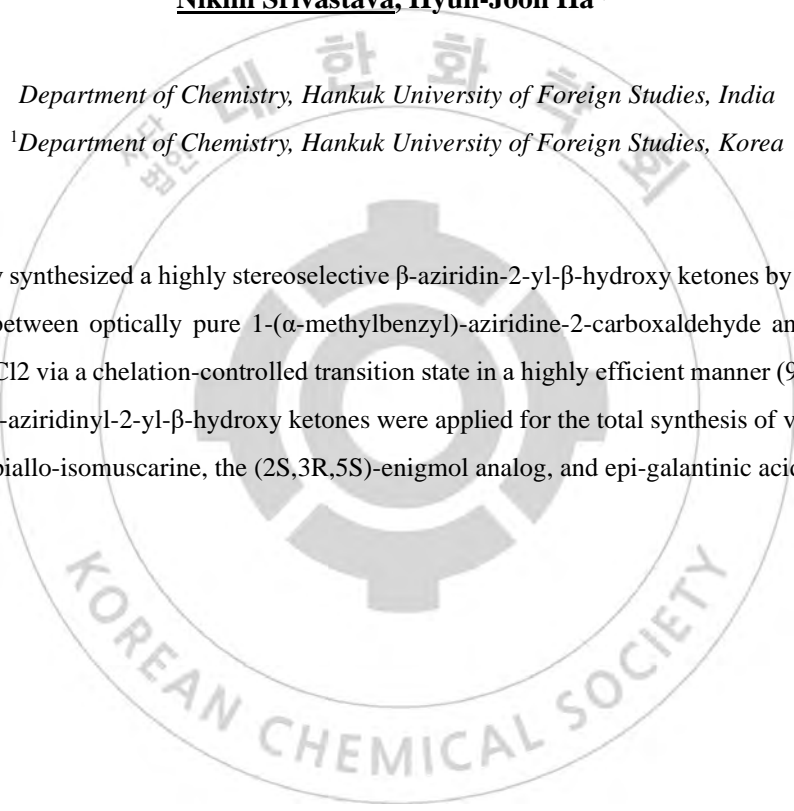 Nikhil Srivastava, Hyun-Joon Ha
Department of Chemistry, Hankuk University of Foreign Studies, India
1Department of Chemistry, Hankuk University of Foreign Studies, Korea
synthesized a highly stereoselective β-aziridin-2-yl-β-hydroxy ketones by
between optically pure 1-(α-methylbenzyl)-aziridine-2-carboxaldehyde
Cl2 via a chelation-controlled transition state in a highly efficient manner (9
-aziridinyl-2-yl-β-hydroxy ketones were applied for the total synthesis of
piallo-isomuscarine, the (2S,3R,5S)-enigmol analog, and epi-galantinic acid
대한화학회
KOREAN CHEMICAL SOCIETY